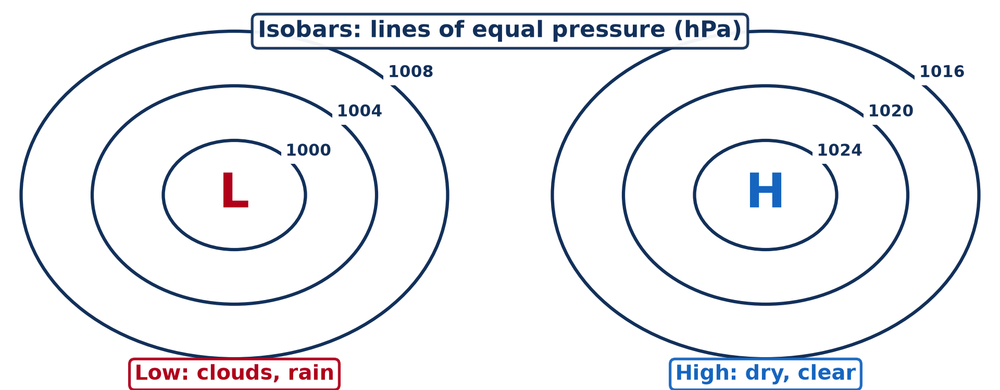 Isobars: lines of equal pressure (hPa)
1008
1004
1000
L
1016
1020
1024
H
Low: clouds, rain
High: dry, clear